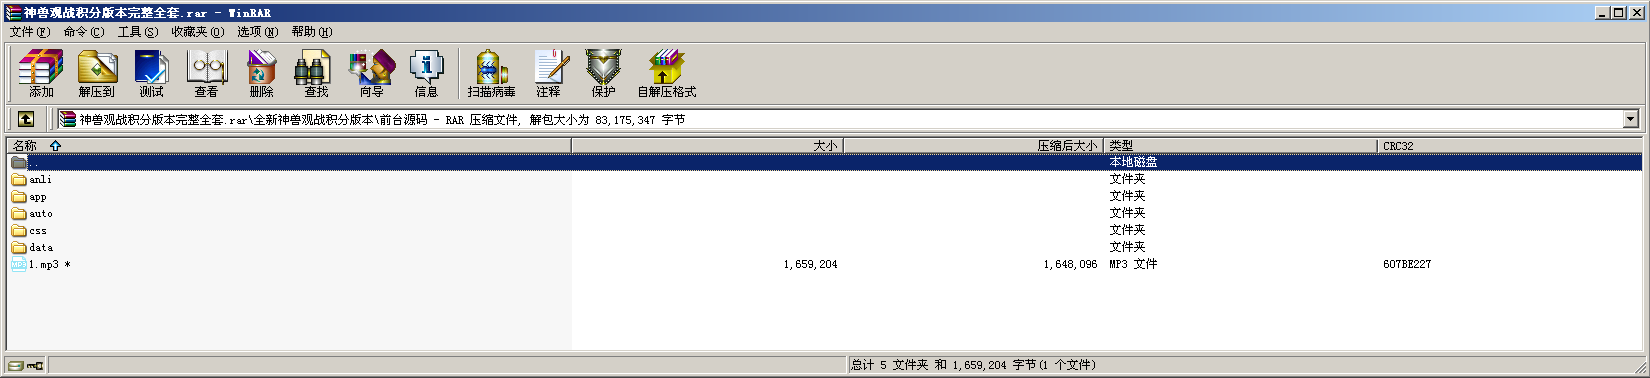 神兽观战积分版本完整全套.rar - WinRAR
文件(F) 命令(C) 工具(S) 收藏夹(O) 选项(N) 帮助(H)
添加 解压到 测试 查看 删除 查找 向导 信息 扫描病毒 注释 保护 自解压格式
神兽观战积分版本完整全套.rar\全新神兽观战积分版本\前台源码 - RAR 压缩文件, 解包大小为 83,175,347 字节
名称 大小 压缩后大小 类型 CRC32
.. 本地磁盘
anli 文件夹
app 文件夹
auto 文件夹
css 文件夹
data 文件夹
1.mp3 * 1,659,204 1,648,096 MP3 文件 607BE227
总计 5 文件夹 和 1,659,204 字节(1 个文件)